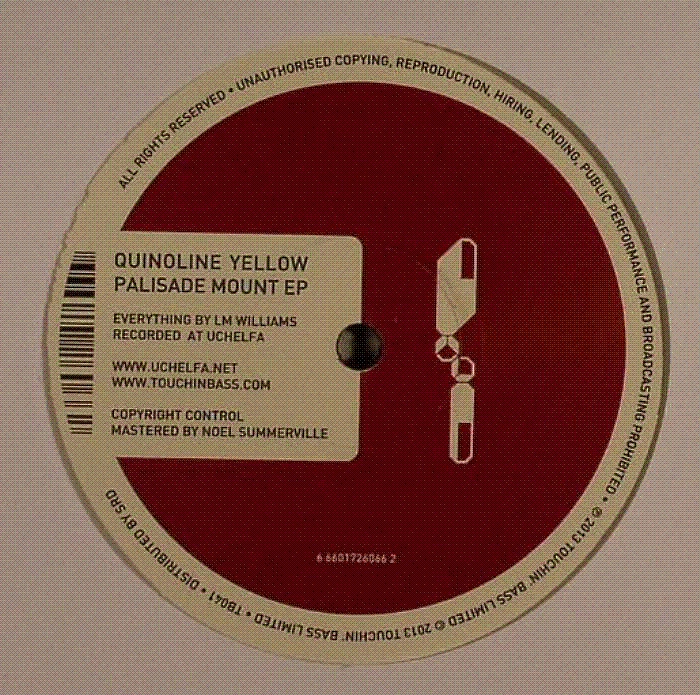 ALL RIGHTS RESERVED • UNAUTHORISED COPYING, REPRODUCTION, HIRING, LENDING, PUBLIC PERFORMANCE AND BROADCASTING PROHIBITED • ℗ 2013 TOUCHIN' BASS LIMITED © 2013 TOUCHIN' BASS LIMITED • TB041 • DISTRIBUTED BY SRD
QUINOLINE YELLOW
PALISADE MOUNT EP
EVERYTHING BY LM WILLIAMS
RECORDED AT UCHELFA
WWW.UCHELFA.NET
WWW.TOUCHINBASS.COM
COPYRIGHT CONTROL
MASTERED BY NOEL SUMMERVILLE
6 6601726066 2